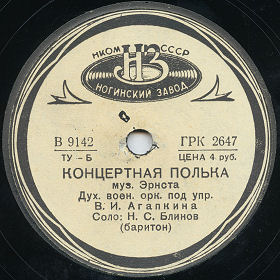 НКОМ СССР
НЗ
НОГИНСКИЙ ЗАВОД
В 9142 ГРК 2647
ТУ – Б ЦЕНА 4 руб.
КОНЦЕРТНАЯ ПОЛЬКА
муз. Эрнста
Дух. воен. орк. под упр.
В. И. Агапкина
Соло: Н. С. Блинов
(баритон)